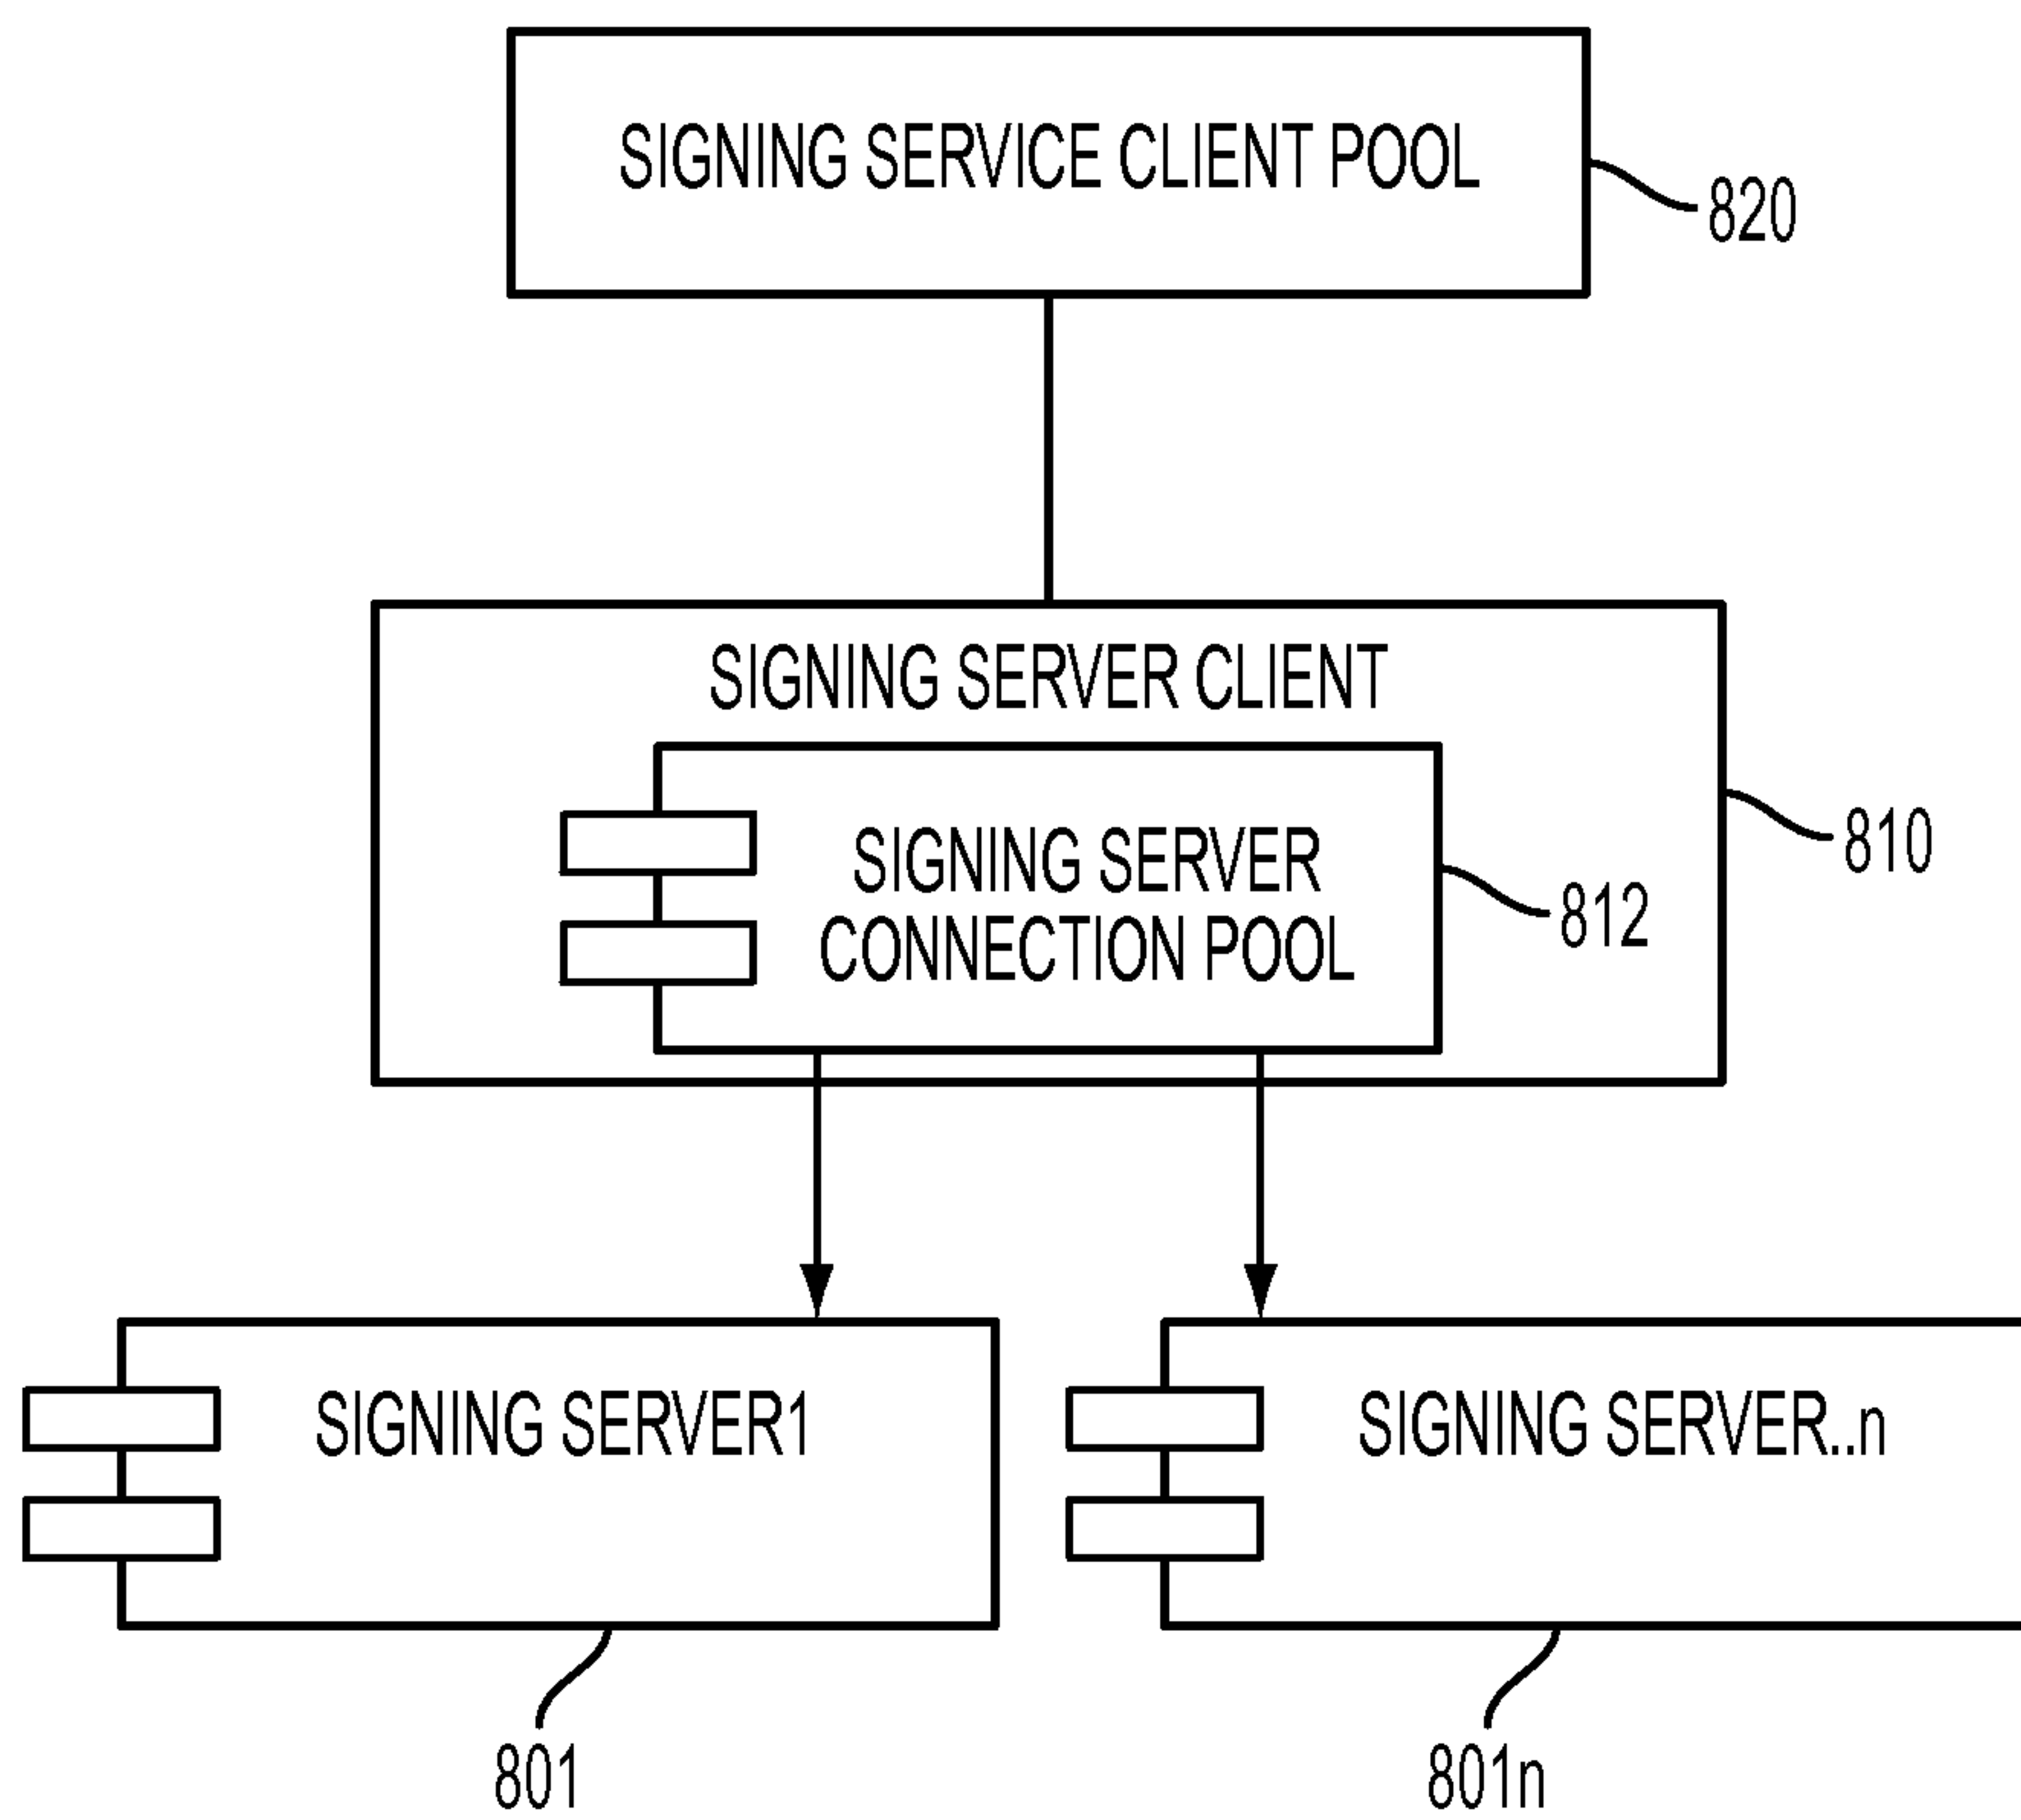 SIGNING SERVICE CLIENT POOL
820
SIGNING SERVER CLIENT
810
SIGNING SERVER
CONNECTION POOL
812
SIGNING SERVER1
SIGNING SERVER..n
801
801n